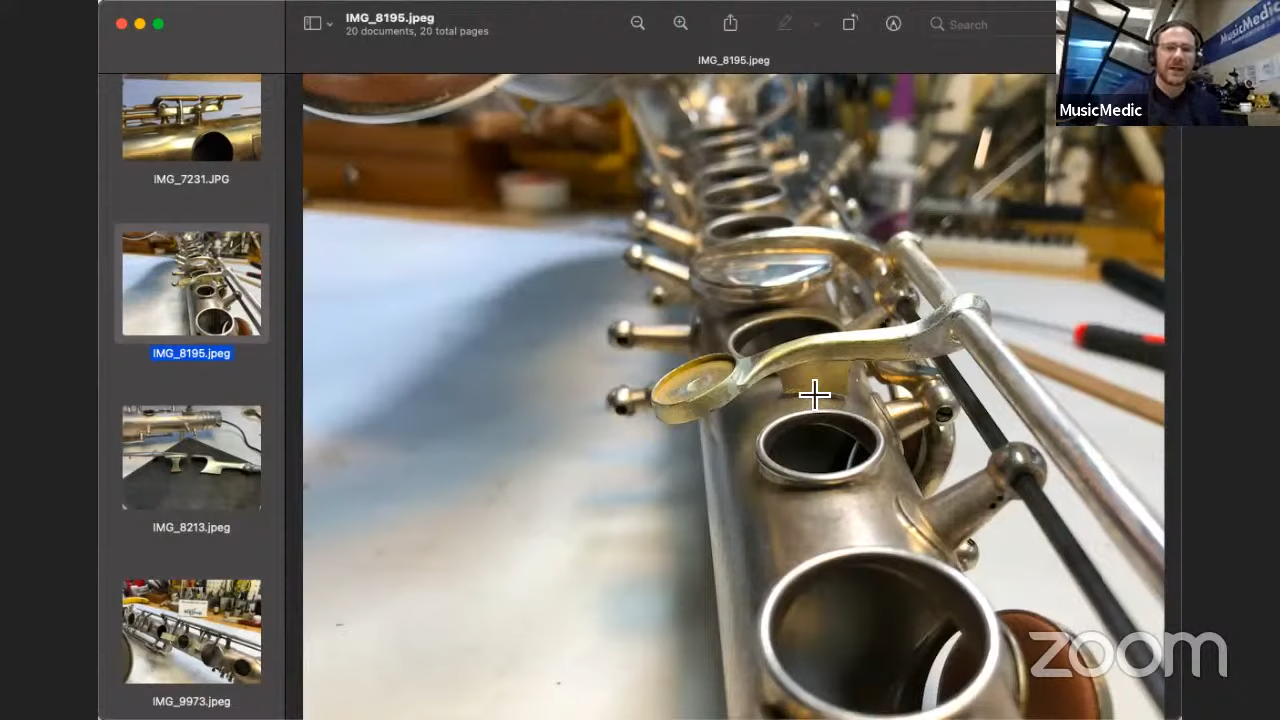 IMG_8195.jpeg
20 documents, 20 total pages
Search
IMG_8195.jpeg
MusicMedic
MusicMedic
IMG_7231.JPG
IMG_8195.jpeg
IMG_8213.jpeg
IMG_9973.jpeg
zoom